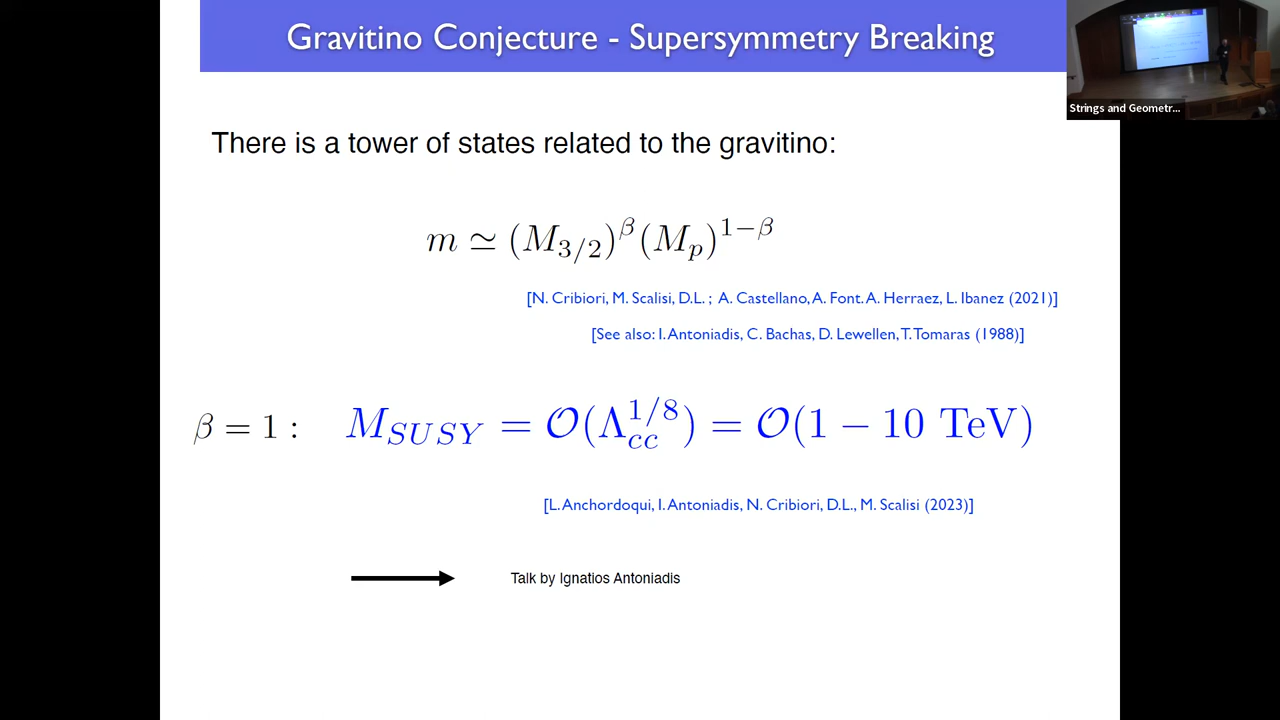 Gravitino Conjecture - Supersymmetry Breaking
Strings and Geometr...
There is a tower of states related to the gravitino:
m ≃ (M_{3/2})^β (M_p)^{1−β}
[N. Cribiori, M. Scalisi, D.L. ; A. Castellano, A. Font. A. Herraez, L. Ibanez (2021)]
[See also: I. Antoniadis, C. Bachas, D. Lewellen, T. Tomaras (1988)]
β = 1 : M_{SUSY} = 𝒪(Λ_{cc}^{1/8}) = 𝒪(1 − 10 TeV)
[L. Anchordoqui, I. Antoniadis, N. Cribiori, D.L., M. Scalisi (2023)]
Talk by Ignatios Antoniadis